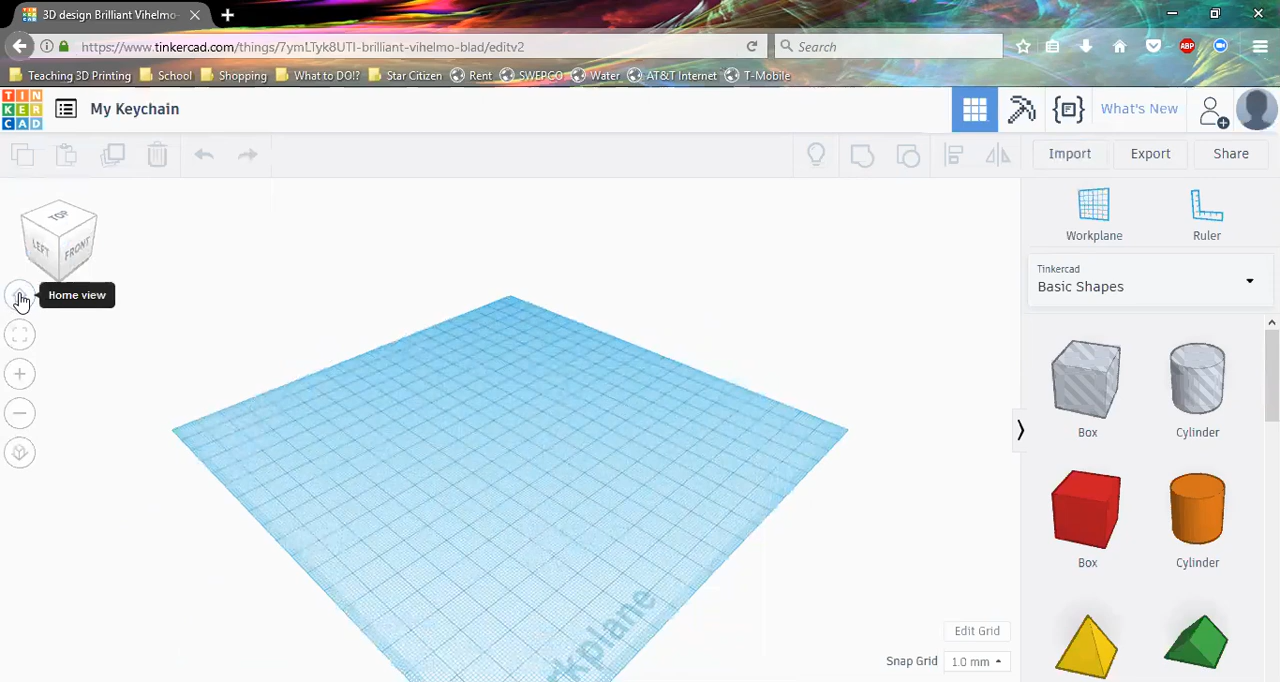 3D design Brilliant Vihelmo-
https://www.tinkercad.com/things/7ymLTyk8UTI-brilliant-vihelmo-blad/editv2
Search
ABP
Teaching 3D Printing School Shopping What to DO!? Star Citizen Rent SWEPCO Water AT&T Internet T-Mobile
TIN
KER
CAD
My Keychain
What's New
Import Export Share
TOP
LEFT FRONT
Home view
Workplane Ruler
Tinkercad
Basic Shapes
Box Cylinder
Box Cylinder
rkplane
Edit Grid
Snap Grid 1.0 mm